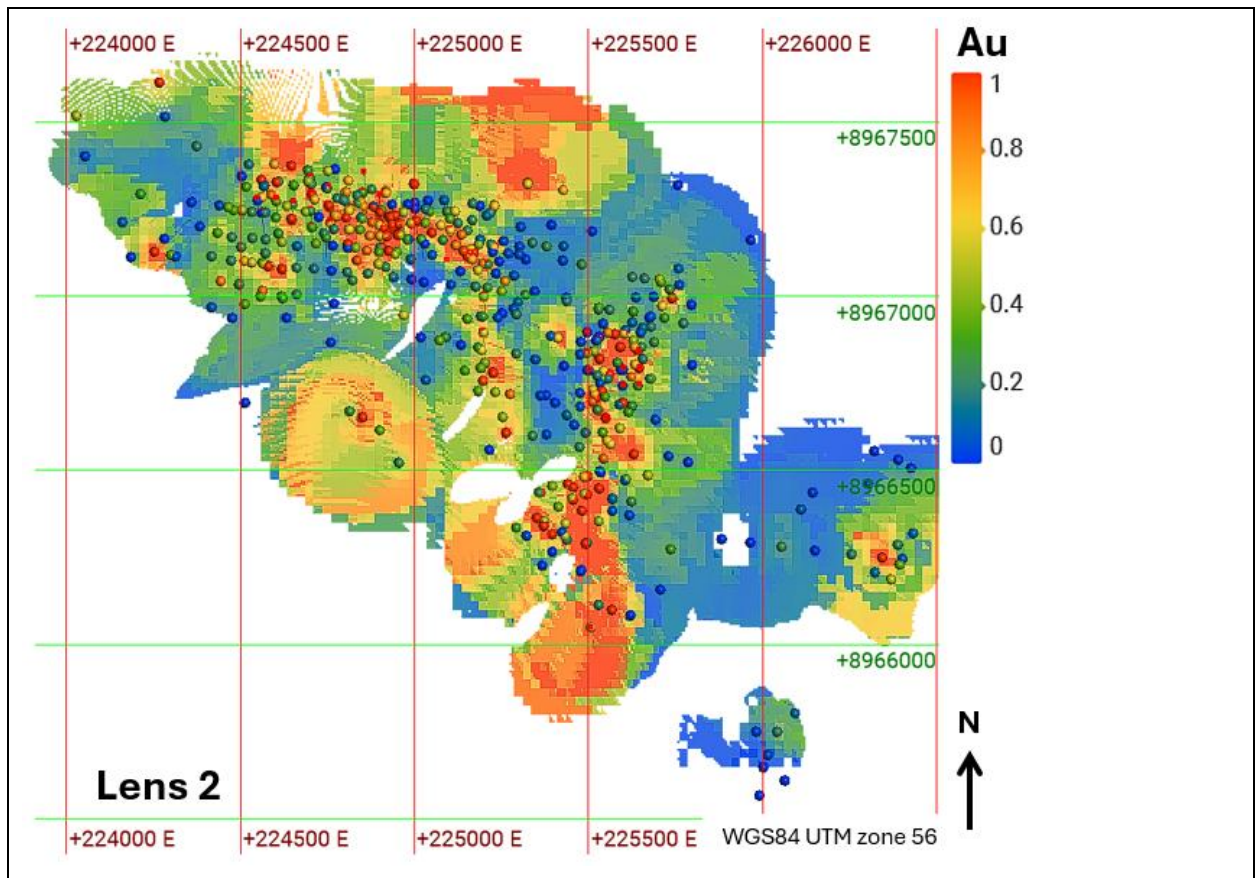 +224000 E +224500 E +225000 E +225500 E +226000 E
Au
1
+8967500
0.8
0.6
+8967000
0.4
0.2
0
+8966500
+8966000
N
Lens 2
+224000 E +224500 E +225000 E +225500 E
WGS84 UTM zone 56